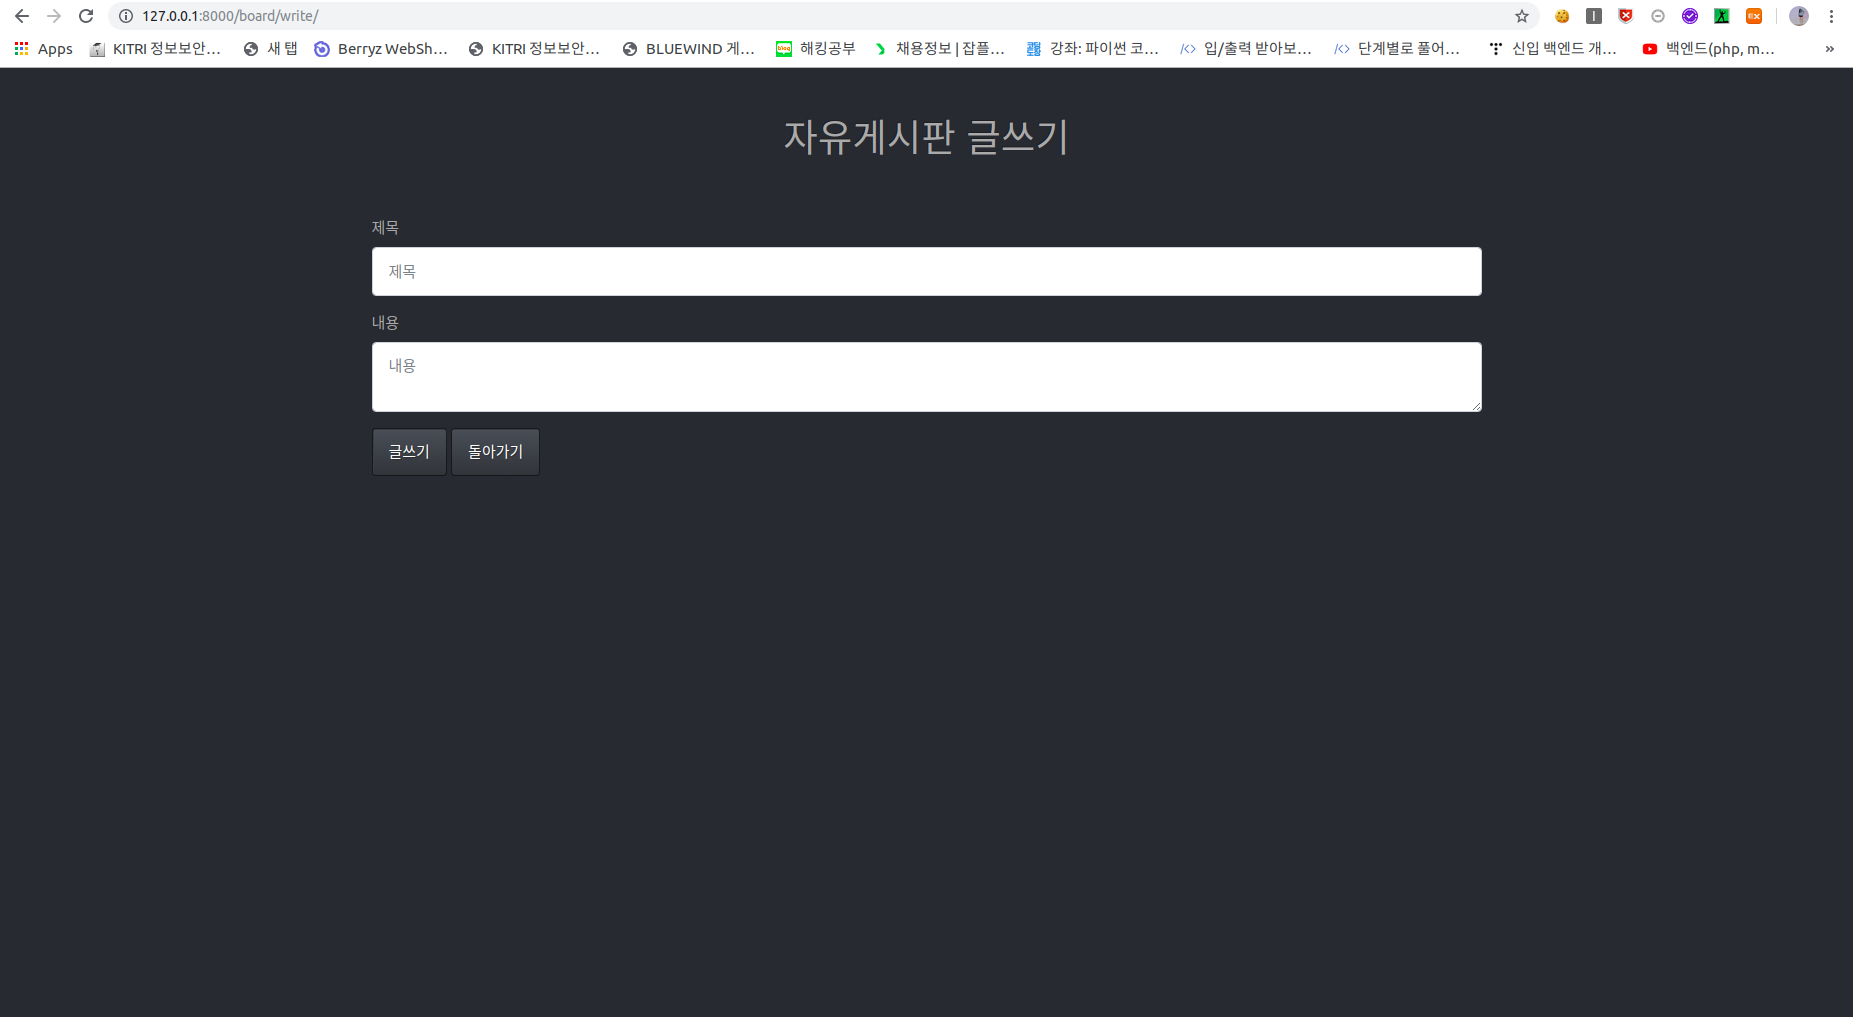 127.0.0.1:8000/board/write/
Apps KITRI 정보보안... 새 탭 Berryz WebSh... KITRI 정보보안... BLUEWIND 게... blog 해킹공부 채용정보 | 잡플... 강좌: 파이썬 코... 입/출력 받아보... 단계별로 풀어... 신입 백엔드 개... 백엔드(php, m... »
자유게시판 글쓰기
제목
제목
내용
내용
글쓰기 돌아가기